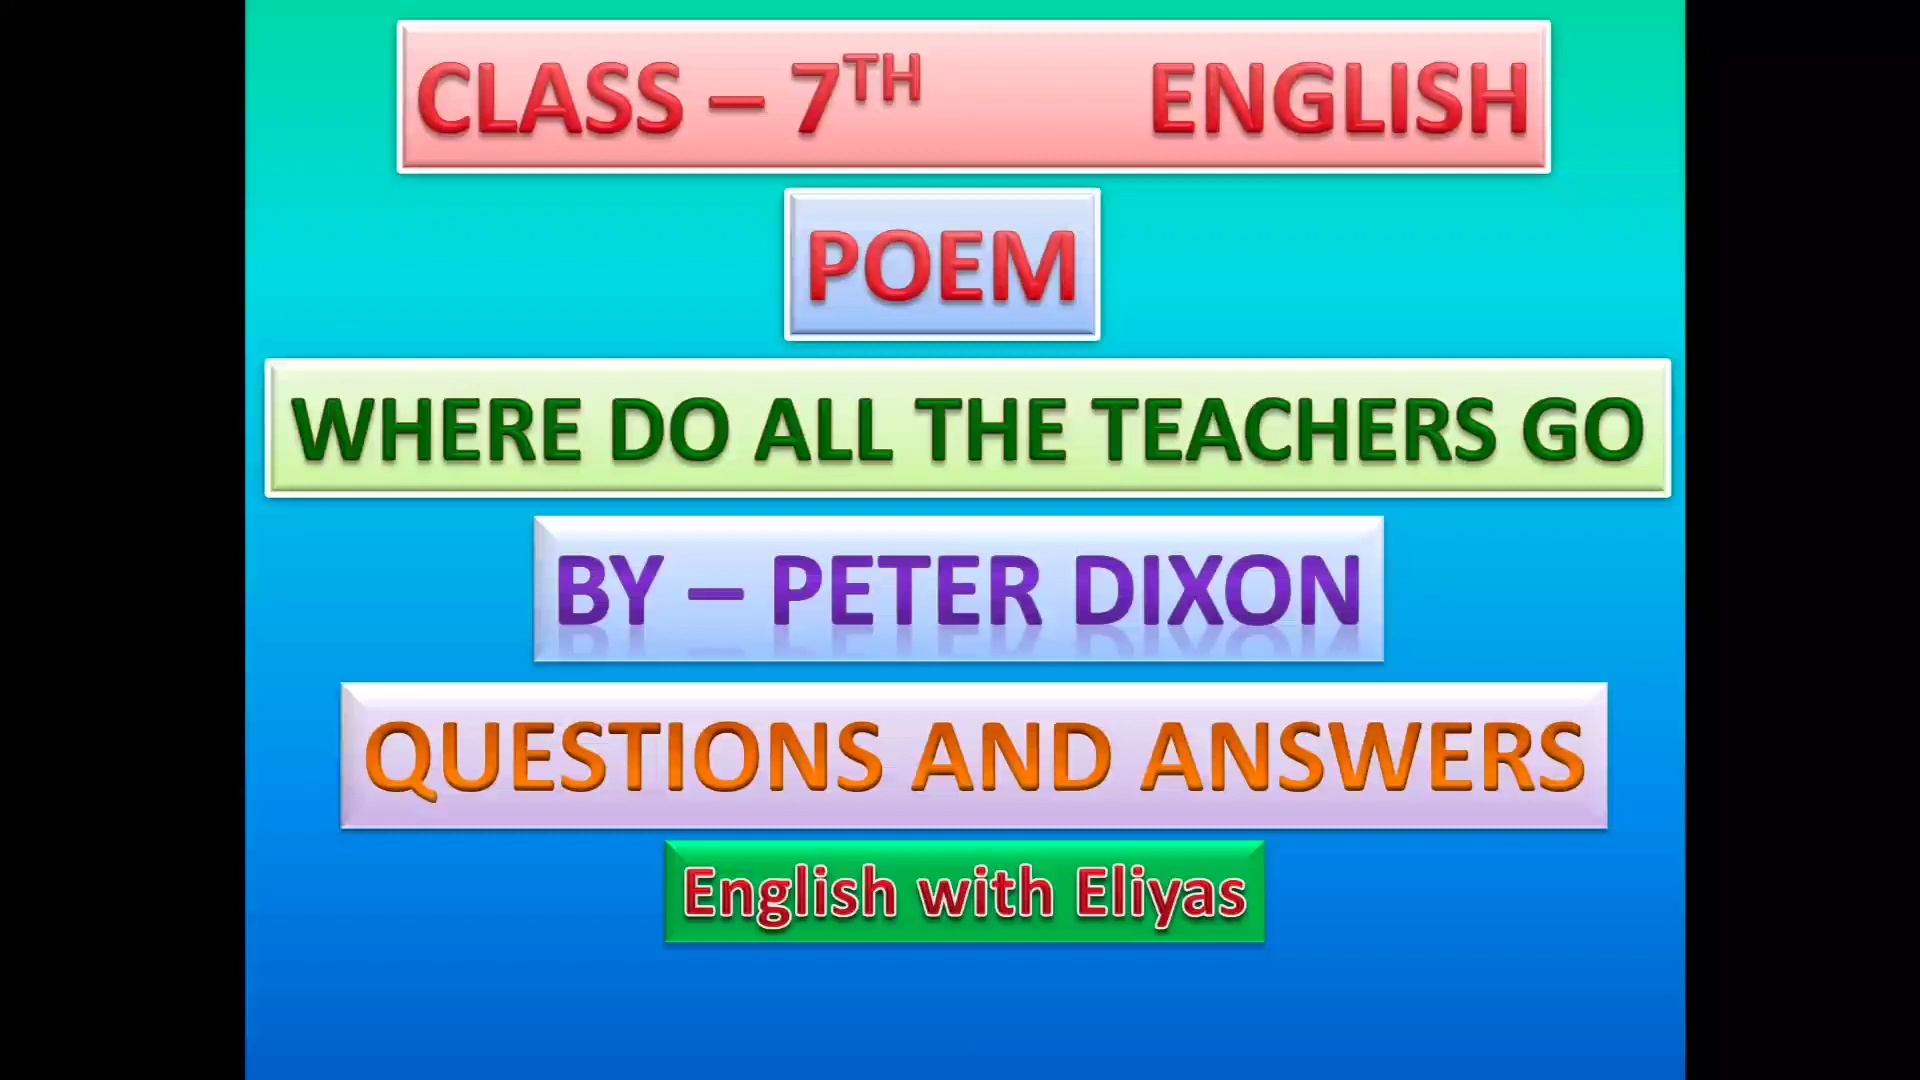 CLASS – 7TH ENGLISH
POEM
WHERE DO ALL THE TEACHERS GO
BY – PETER DIXON
QUESTIONS AND ANSWERS
English with Eliyas